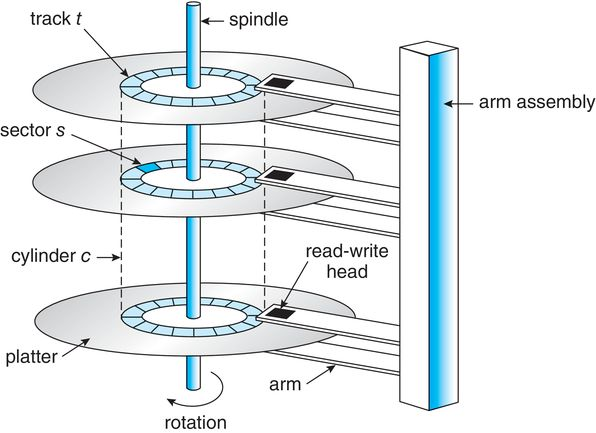 track t
spindle
arm assembly
sector s
cylinder c
read-write
head
platter
arm
rotation